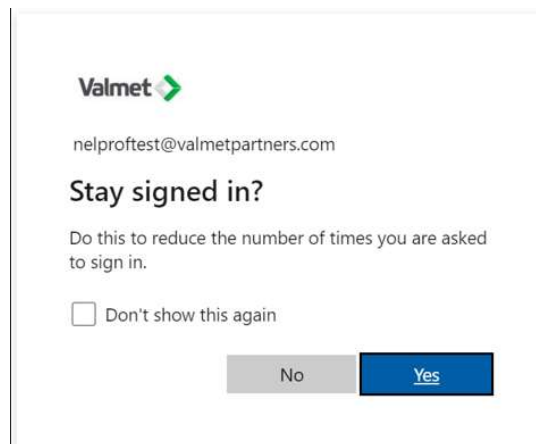 Valmet
nelproftest@valmetpartners.com
Stay signed in?
Do this to reduce the number of times you are asked
to sign in.
Don't show this again
No
Yes